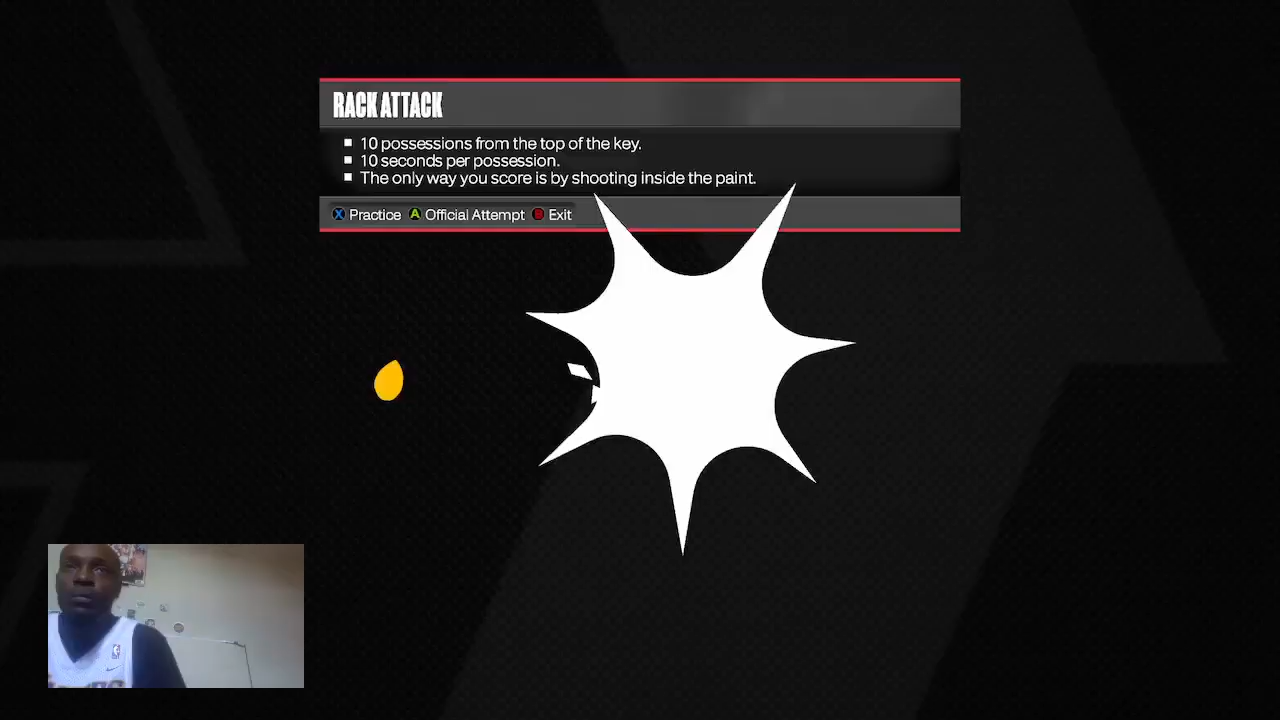 RACK ATTACK
10 possessions from the top of the key.
10 seconds per possession.
The only way you score is by shooting inside the paint.
X Practice A Official Attempt B Exit